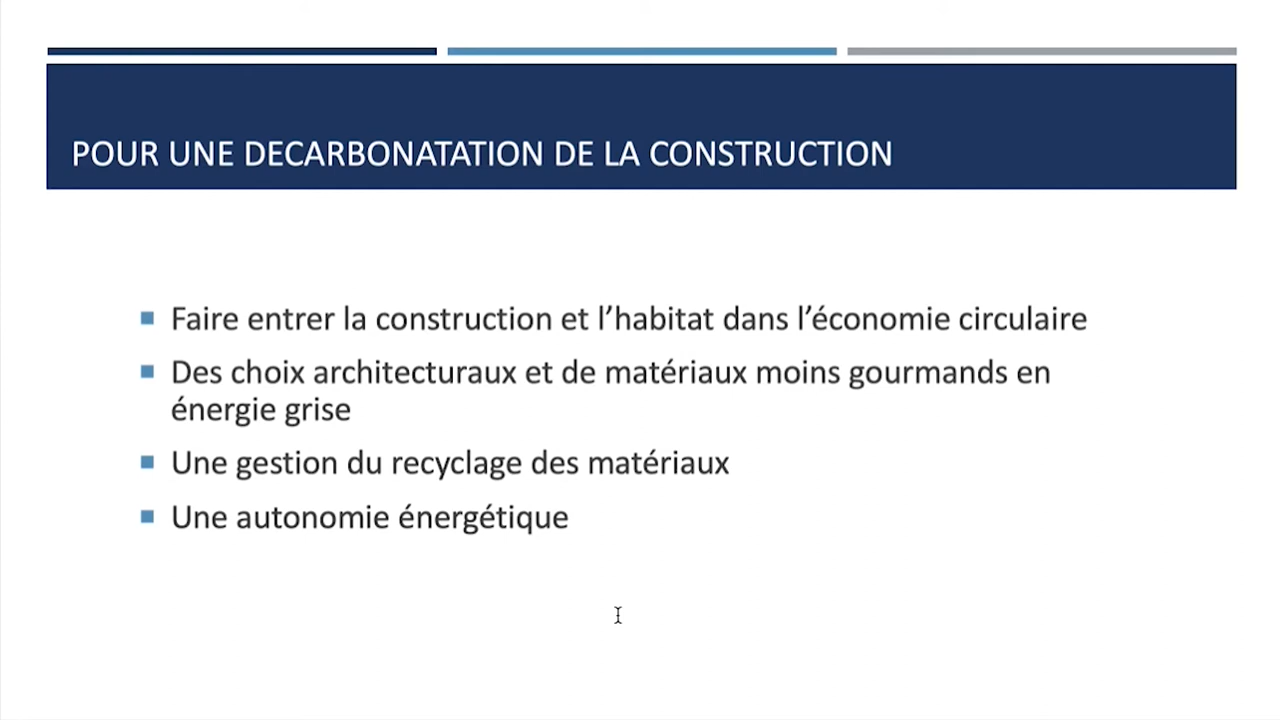 POUR UNE DECARBONATATION DE LA CONSTRUCTION
Faire entrer la construction et l’habitat dans l’économie circulaire
Des choix architecturaux et de matériaux moins gourmands en
énergie grise
Une gestion du recyclage des matériaux
Une autonomie énergétique